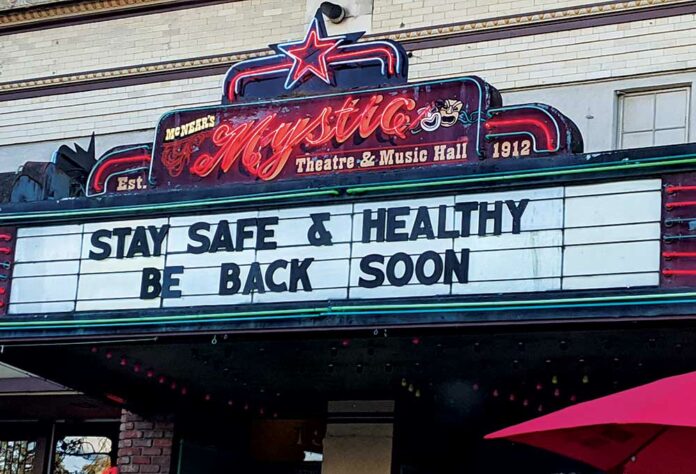 McNEAR'S
Mystic
Theatre & Music Hall
Est. 1912
STAY SAFE & HEALTHY
BE BACK SOON